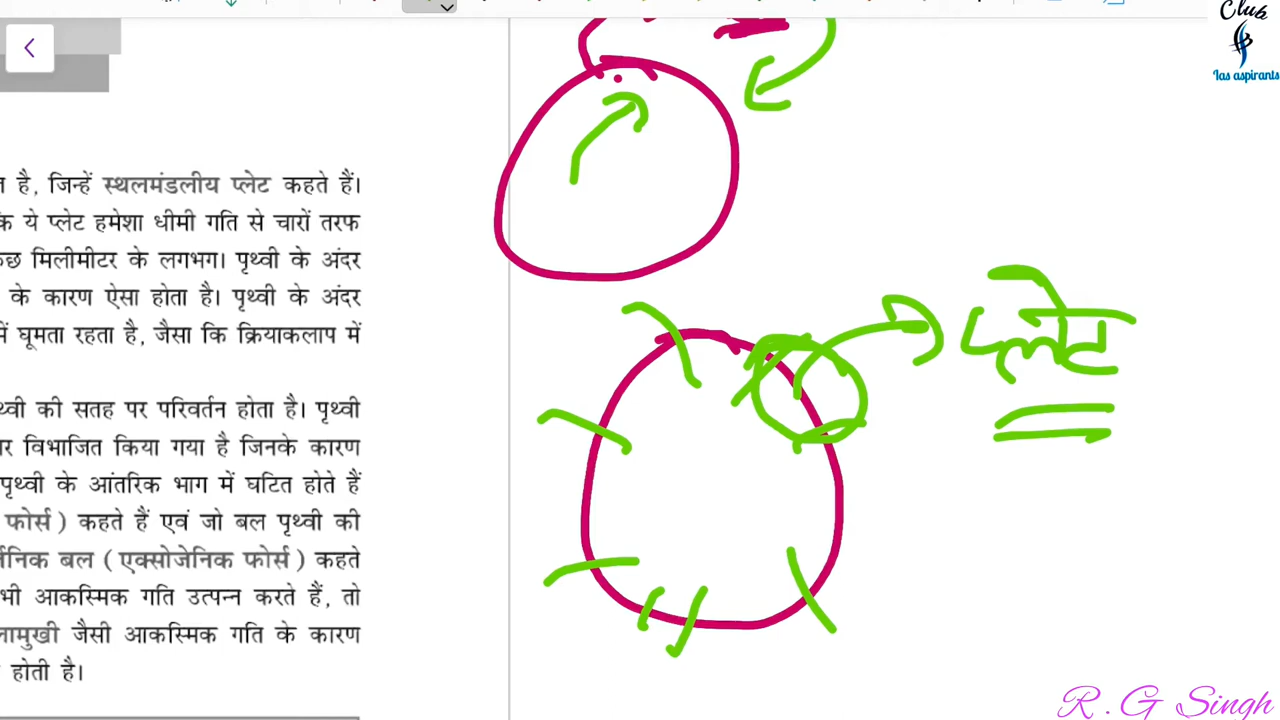 Club
Ias aspirants
त है, जिन्हें स्थलमंडलीय प्लेट कहते हैं।
कि ये प्लेट हमेशा धीमी गति से चारों तरफ
कुछ मिलीमीटर के लगभग। पृथ्वी के अंदर
के कारण ऐसा होता है। पृथ्वी के अंदर
में घूमता रहता है, जैसा कि क्रियाकलाप में
प्लेट
थ्वी की सतह पर परिवर्तन होता है। पृथ्वी
र विभाजित किया गया है जिनके कारण
पृथ्वी के आंतरिक भाग में घटित होते हैं
फोर्स) कहते हैं एवं जो बल पृथ्वी की
र्जनिक बल (एक्सोजेनिक फोर्स) कहते
भी आकस्मिक गति उत्पन्न करते हैं, तो
लामुखी जैसी आकस्मिक गति के कारण
होती है।
R.G Singh